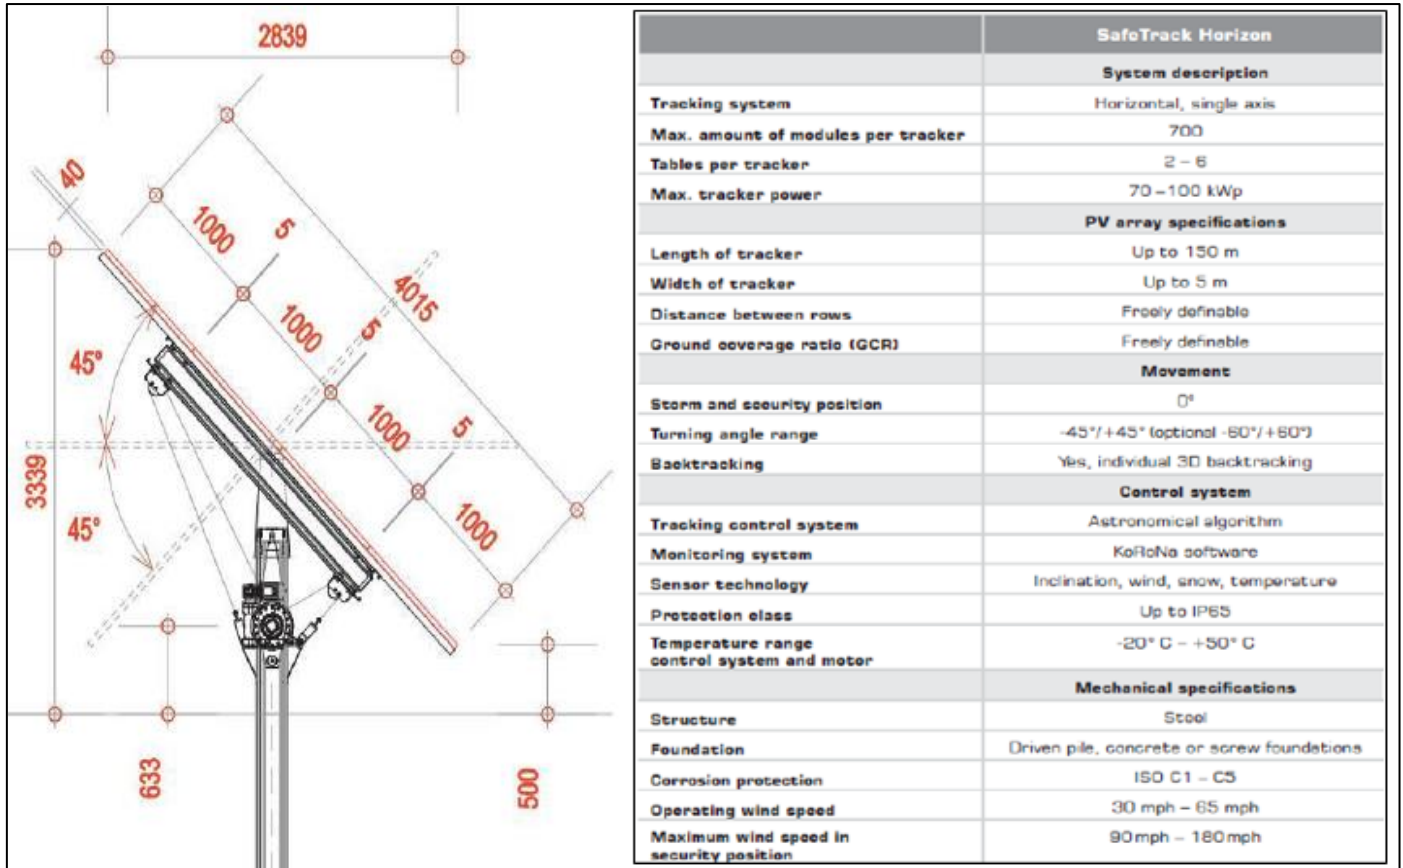 2839
40
1000
5
1000
5
4015
1000
5
1000
45°
45°
3339
633
500
SafeTrack Horizon
System description
Tracking system Horizontal, single axis
Max. amount of modules per tracker 700
Tables per tracker 2 – 6
Max. tracker power 70 –100 kWp
PV array specifications
Length of tracker Up to 150 m
Width of tracker Up to 5 m
Distance between rows Freely definable
Ground coverage ratio (GCR) Freely definable
Movement
Storm and security position 0°
Turning angle range -45°/+45° (optional -60°/+60°)
Backtracking Yes, individual 3D backtracking
Control system
Tracking control system Astronomical algorithm
Monitoring system KoRoNa software
Sensor technology Inclination, wind, snow, temperature
Protection class Up to IP65
Temperature range -20° C – +50° C
control system and motor
Mechanical specifications
Structure Steel
Foundation Driven pile, concrete or screw foundations
Corrosion protection ISO C1 – C5
Operating wind speed 30 mph – 65 mph
Maximum wind speed in 90 mph – 180 mph
security position